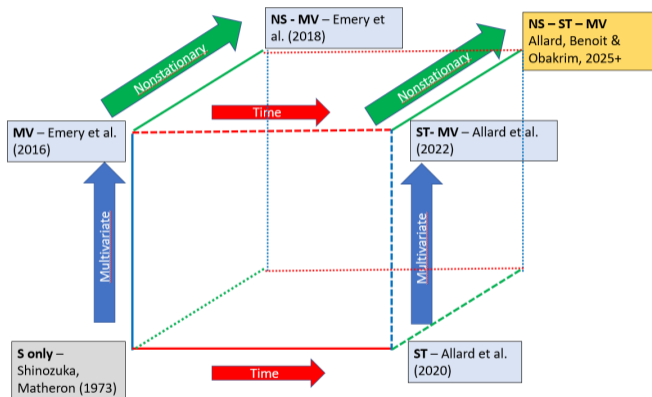 NS - MV – Emery et
al. (2018)
NS – ST – MV
Allard, Benoit &
Obakrim, 2025+
Nonstationary
Nonstationary
Time
MV – Emery et al.
(2016)
ST- MV – Allard et al.
(2022)
Multivariate
Multivariate
S only –
Shinozuka,
Matheron (1973)
Time
ST – Allard et al.
(2020)